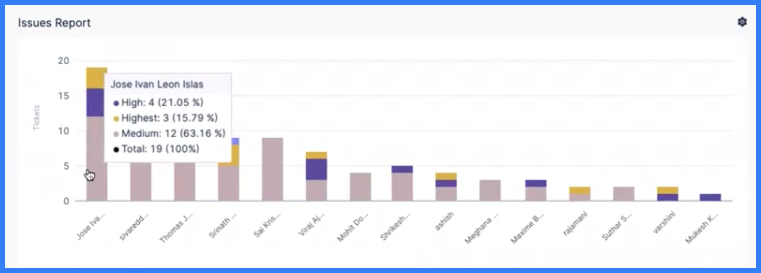 Issues Report
20
15
10
5
0
Tickets
Jose Ivan Leon Islas
High: 4 (21.05 %)
Highest: 3 (15.79 %)
Medium: 12 (63.16 %)
Total: 19 (100%)
Jose Iva...
sivaredd...
Thomas J...
Srinath ...
Sai Kris...
Viraj Aj...
Mohit Do...
Shrikesh...
ashish
Meghana ...
Maxime B...
rajamani
Suthar S...
varshini
Mukesh K...